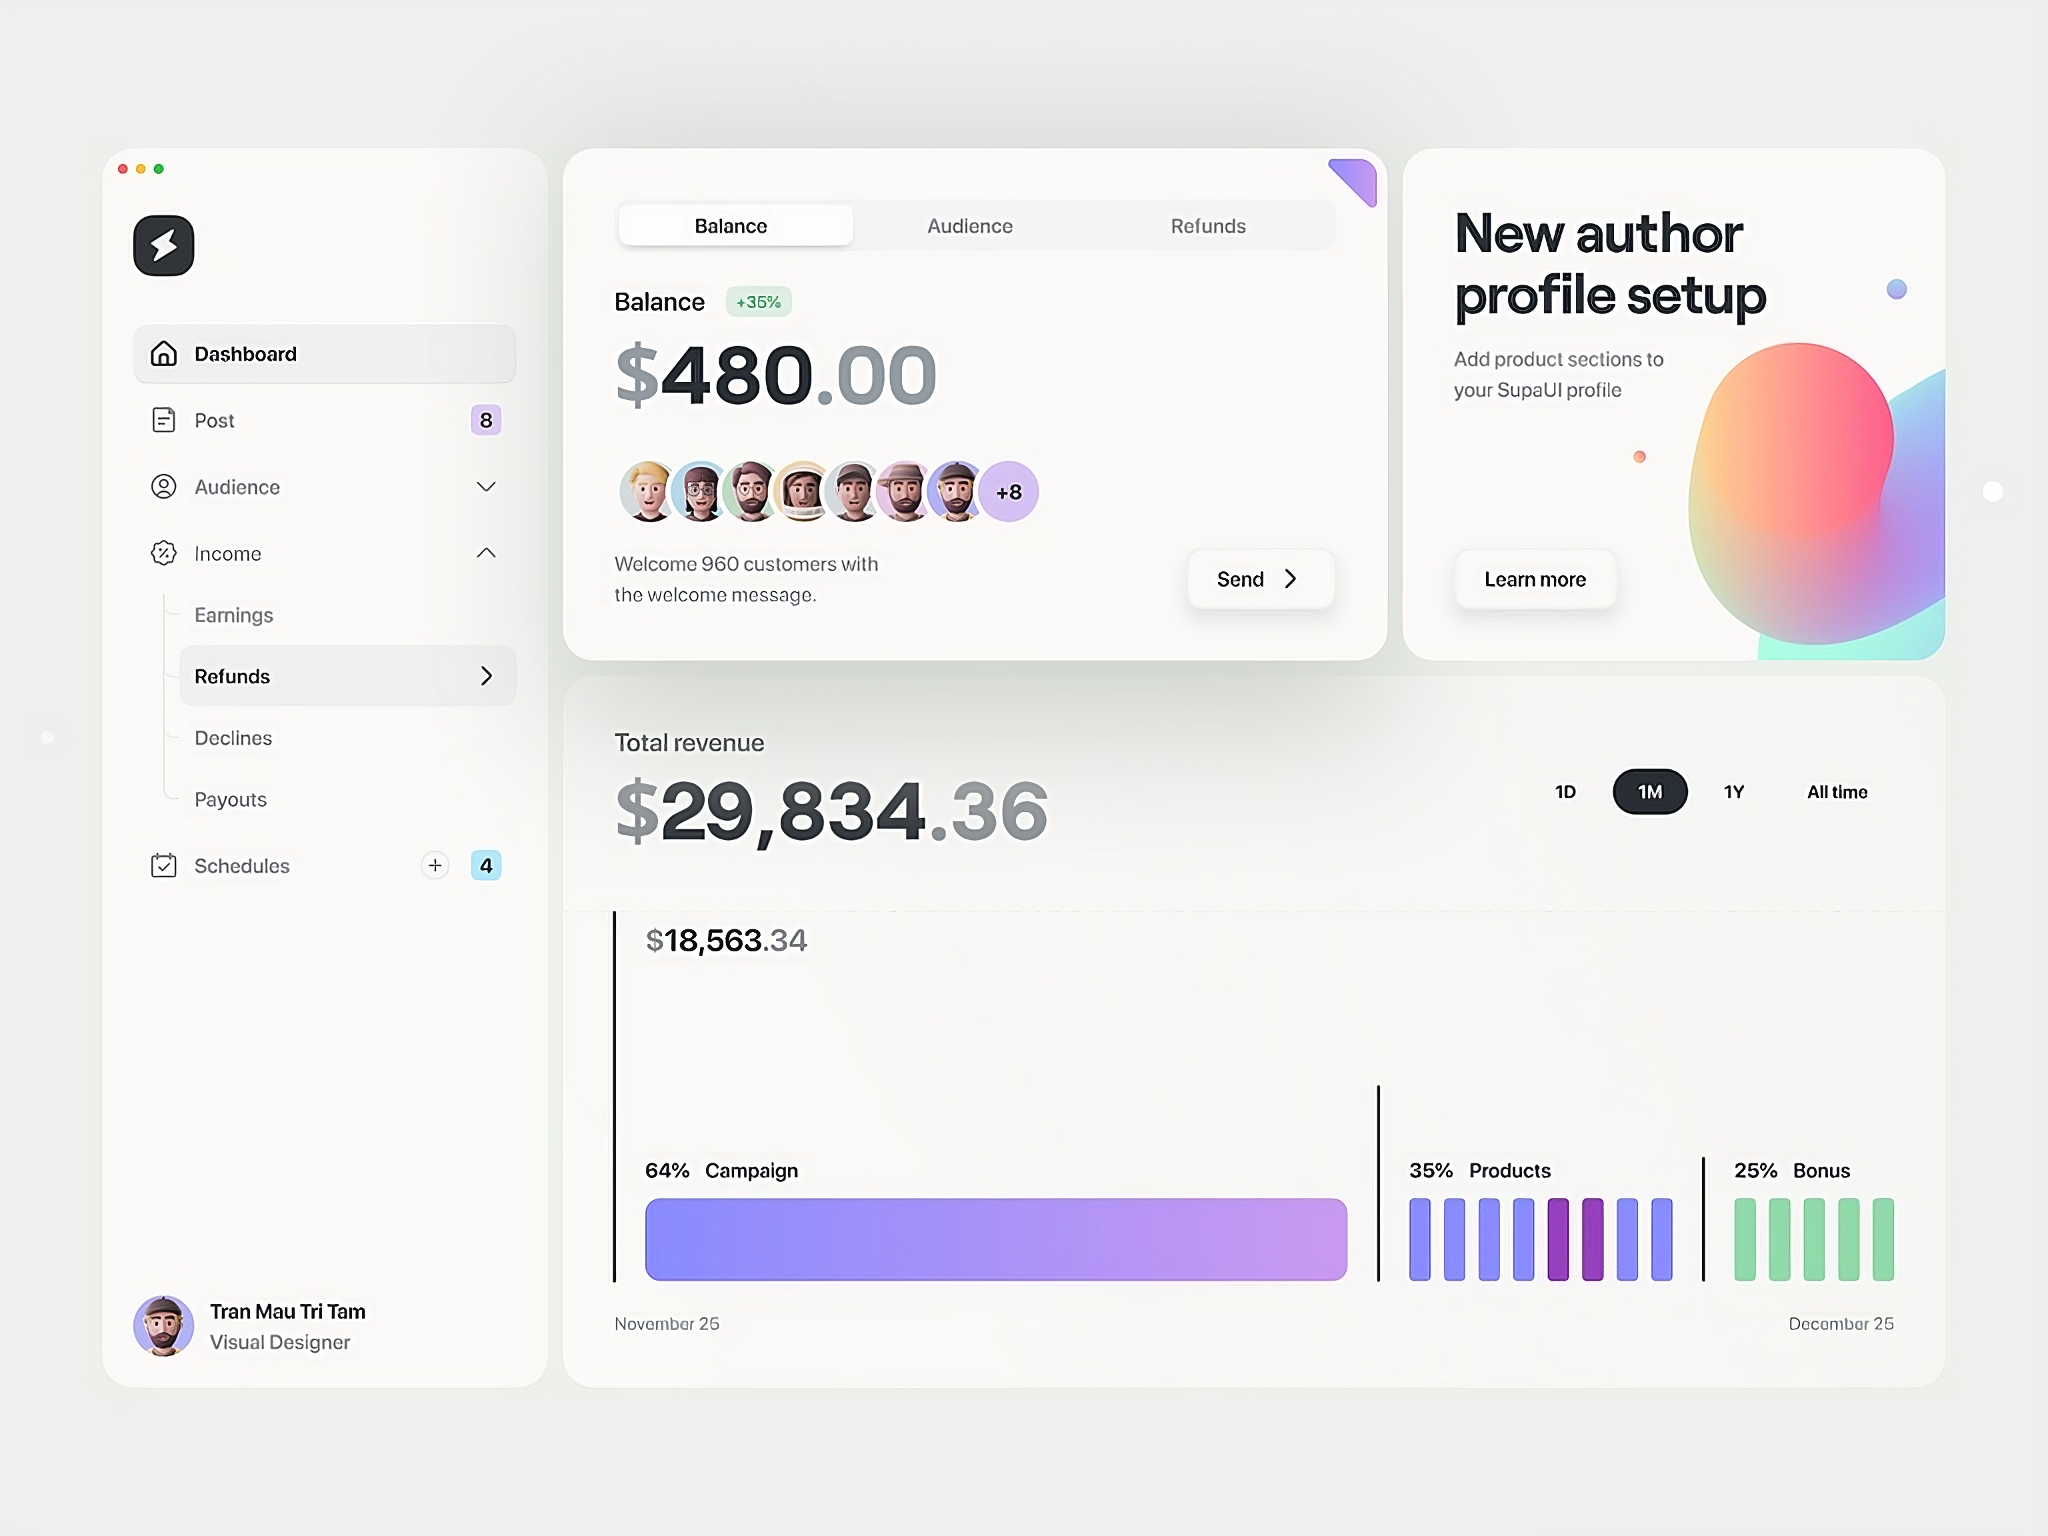 Dashboard
Post 8
Audience
Income
Earnings
Refunds
Declines
Payouts
Schedules 4
Tran Mau Tri Tam
Visual Designer
Balance Audience Refunds
Balance +35%
$480.00
+8
Welcome 960 customers with
the welcome message.
Send
New author
profile setup
Add product sections to
your SupaUI profile
Learn more
Total revenue
$29,834.36
1D 1M 1Y All time
$18,563.34
64% Campaign
35% Products
25% Bonus
November 25
December 25